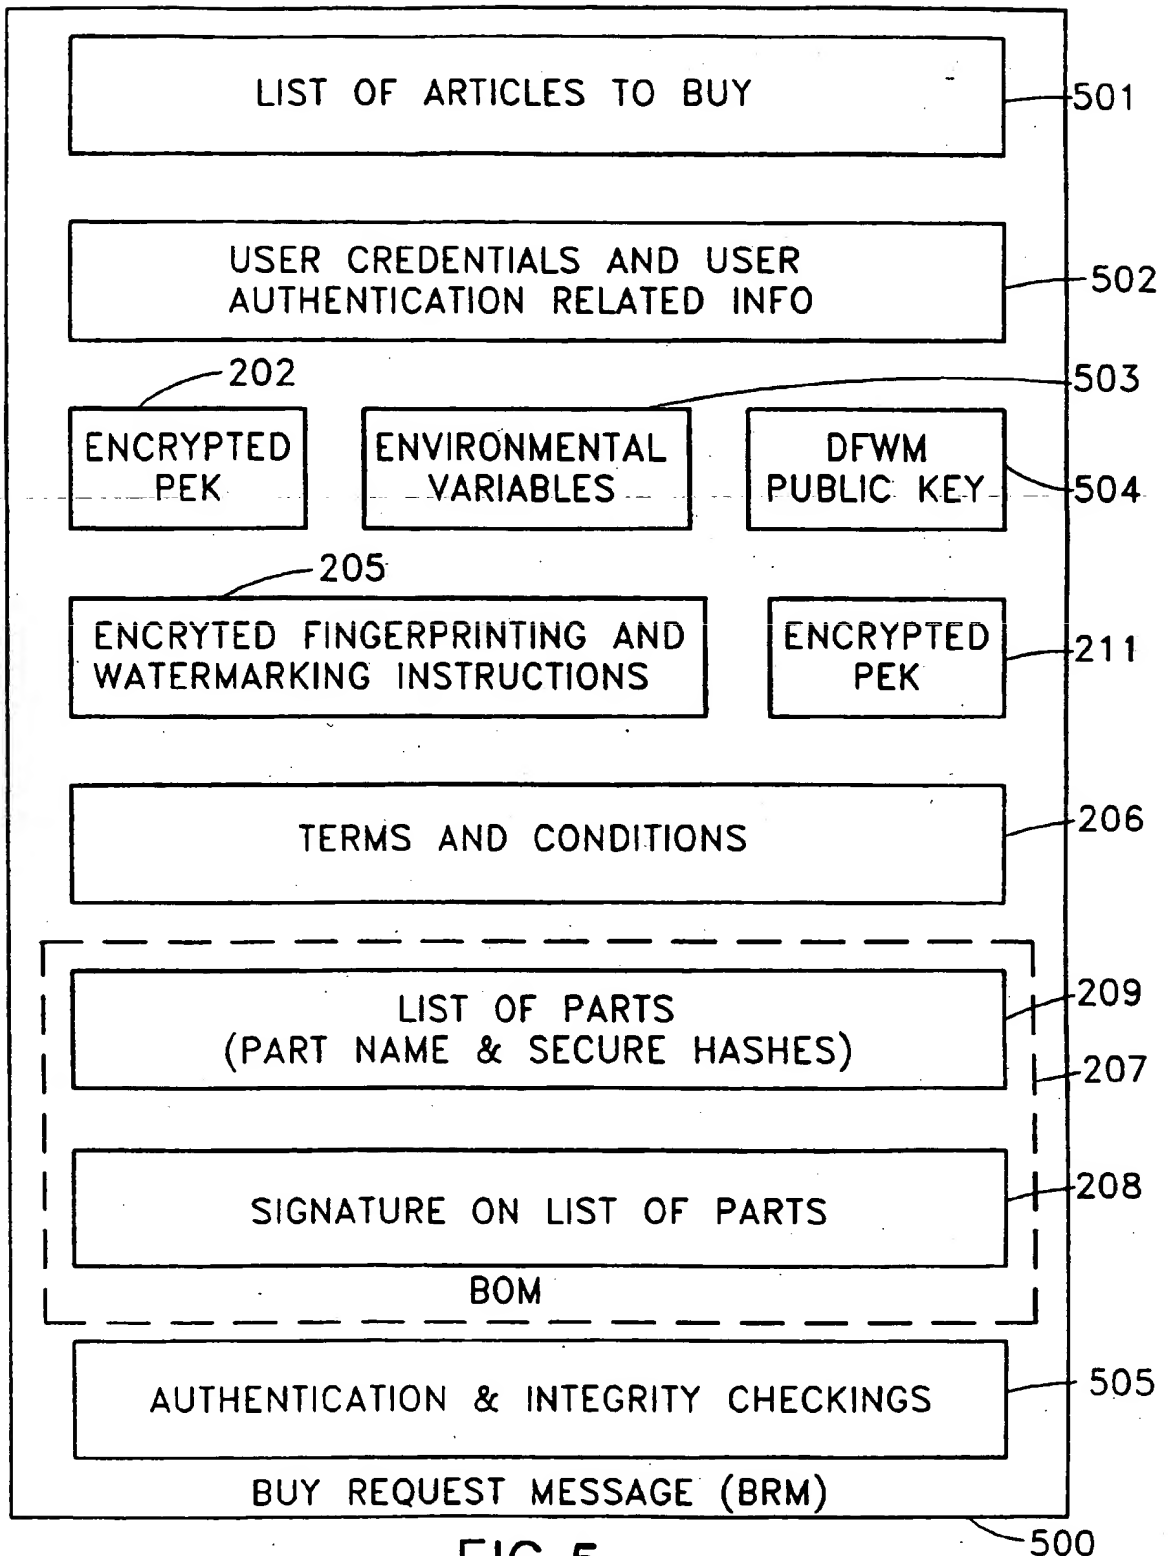 LIST OF ARTICLES TO BUY
501
USER CREDENTIALS AND USER
AUTHENTICATION RELATED INFO
502
202
503
ENCRYPTED
PEK
ENVIRONMENTAL
VARIABLES
DFWM
PUBLIC KEY
504
205
ENCRYTED FINGERPRINTING AND
WATERMARKING INSTRUCTIONS
ENCRYPTED
PEK
211
TERMS AND CONDITIONS
206
LIST OF PARTS
(PART NAME & SECURE HASHES)
209
207
SIGNATURE ON LIST OF PARTS
208
BOM
AUTHENTICATION & INTEGRITY CHECKINGS
505
BUY REQUEST MESSAGE (BRM)
500
FIG. 5